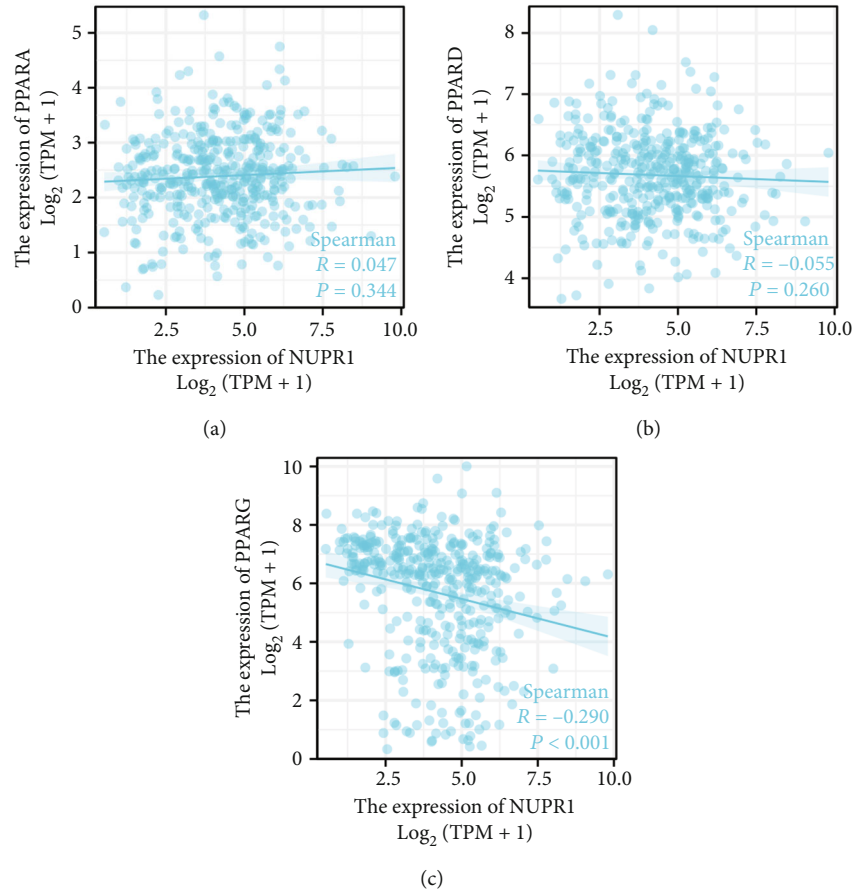 The expression of PPARA
Log2 (TPM + 1)
5
4
3
2
1
0
Spearman
R = 0.047
P = 0.344
2.5 5.0 7.5 10.0
The expression of NUPR1
Log2 (TPM + 1)
(a)
The expression of PPARD
Log2 (TPM + 1)
8
7
6
5
4
Spearman
R = –0.055
P = 0.260
2.5 5.0 7.5 10.0
The expression of NUPR1
Log2 (TPM + 1)
(b)
The expression of PPARG
Log2 (TPM + 1)
10
8
6
4
2
0
Spearman
R = –0.290
P < 0.001
2.5 5.0 7.5 10.0
The expression of NUPR1
Log2 (TPM + 1)
(c)